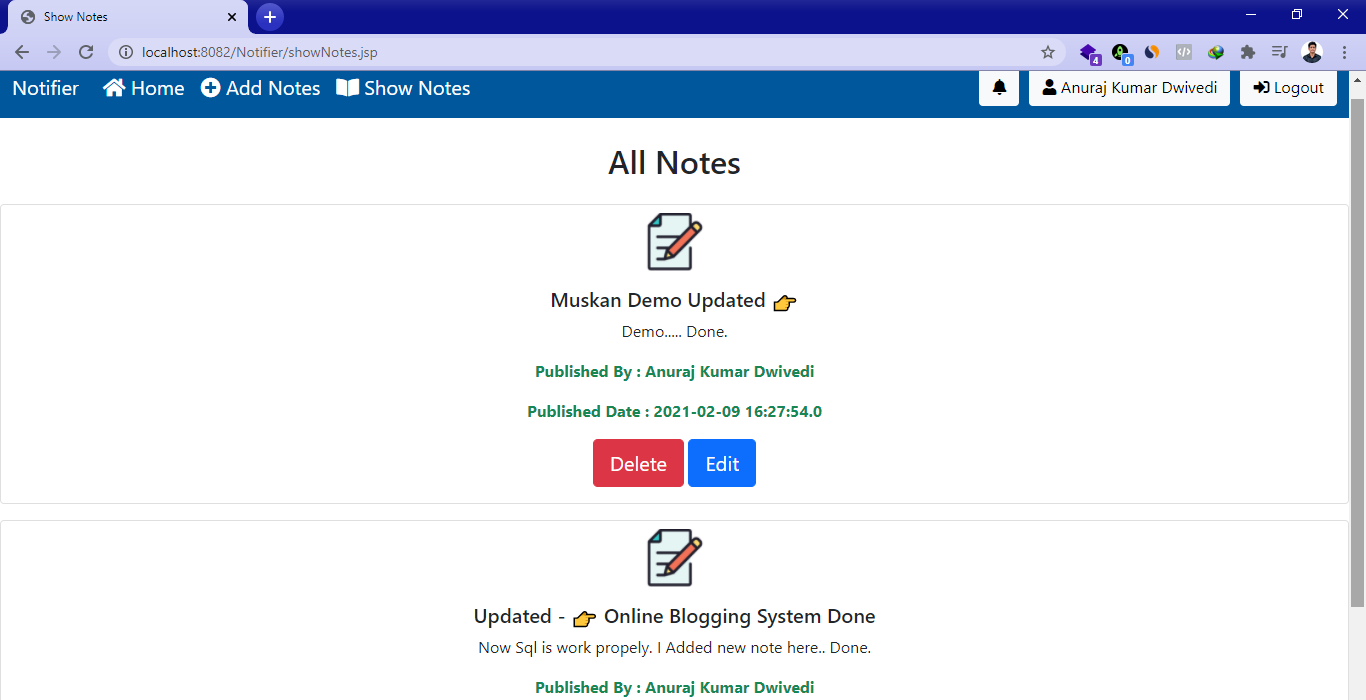 Show Notes
localhost:8082/Notifier/showNotes.jsp
4
0
Notifier Home Add Notes Show Notes Anuraj Kumar Dwivedi Logout
All Notes
Muskan Demo Updated 👉
Demo..... Done.
Published By : Anuraj Kumar Dwivedi
Published Date : 2021-02-09 16:27:54.0
Delete Edit
Updated - 👉 Online Blogging System Done
Now Sql is work propely. I Added new note here.. Done.
Published By : Anuraj Kumar Dwivedi